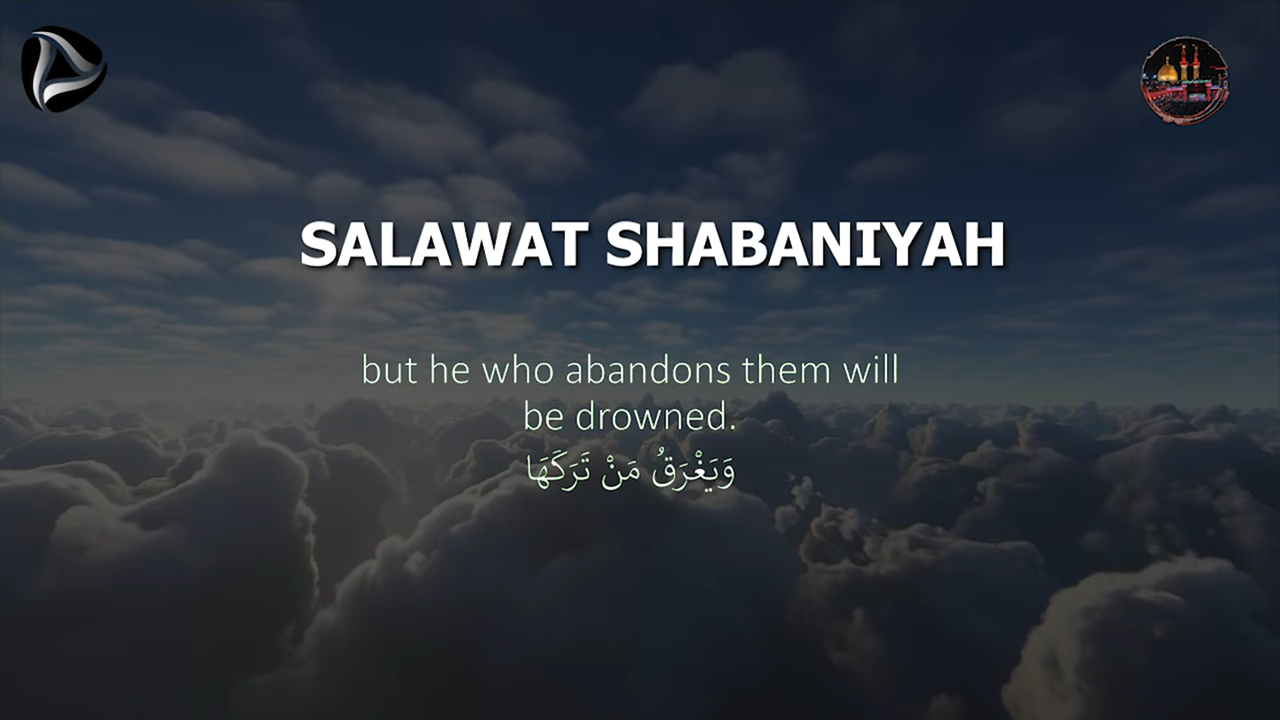 SALAWAT SHABANIYAH
but he who abandons them will
be drowned.
وَيَغْرَقُ مَنْ تَرَكَهَا